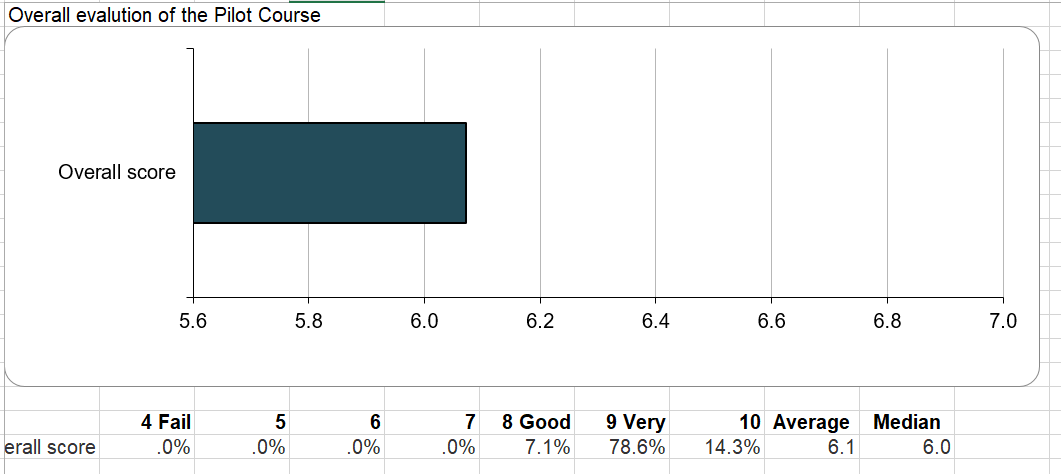 Overall evalution of the Pilot Course
Overall score
5.6 5.8 6.0 6.2 6.4 6.6 6.8 7.0
4 Fail 5 6 7 8 Good 9 Very 10 Average Median
erall score .0% .0% .0% .0% 7.1% 78.6% 14.3% 6.1 6.0